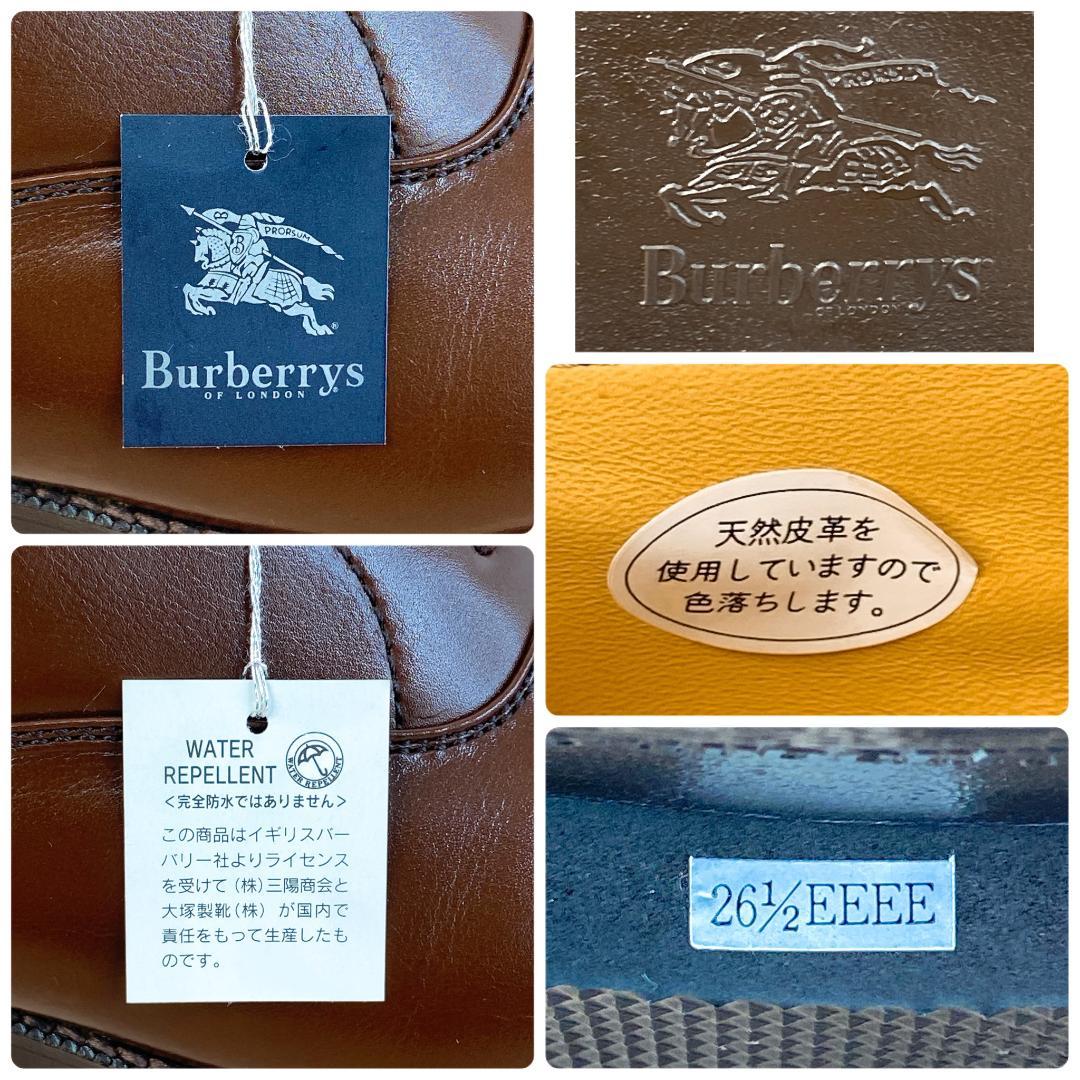 B
PRORSUM
B
Burberrys
OF LONDON
PRORSUM
Burberrys
OF LONDON
天然皮革を
使用していますので
色落ちします。
WATER
REPELLENT
WATER REPELLENT
<完全防水ではありません>
この商品はイギリスバー
バリー社よりライセンス
を受けて(株)三陽商会と
大塚製靴(株)が国内で
責任をもって生産したも
のです。
26½EEEE